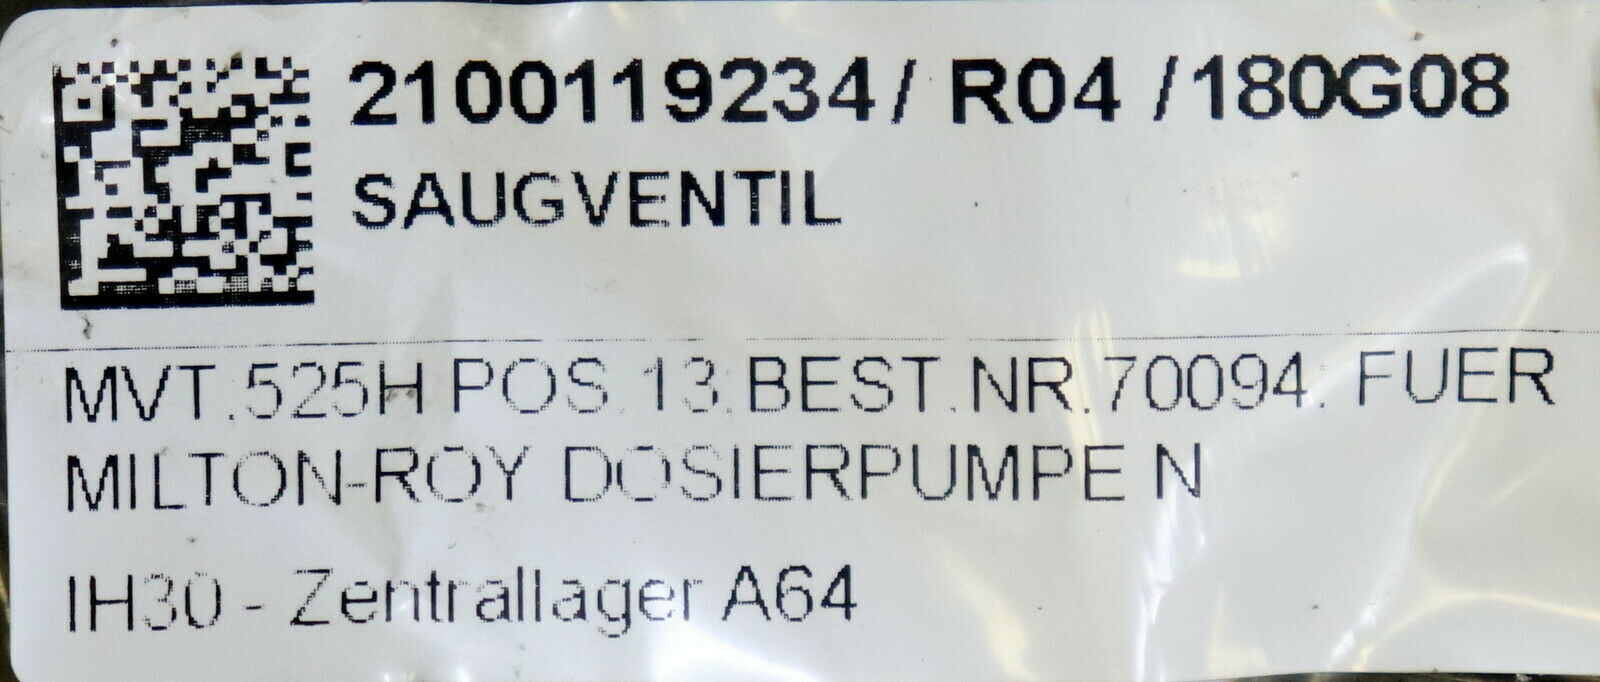 2100119234/ R04 /180G08
SAUGVENTIL
MVT.525H POS.13.BEST.NR.70094. FUER
MILTON-ROY DOSIERPUMPE N
IH30 - Zentrallager A64